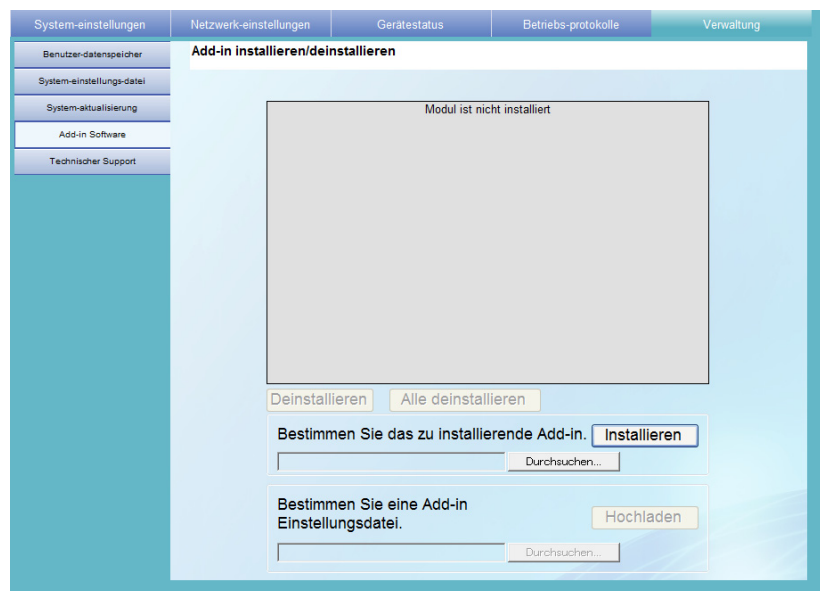 System-einstellungen Netzwerk-einstellungen Gerätestatus Betriebs-protokolle Verwaltung
Benutzer-datenspeicher
System-einstellungs-datei
System-aktualisierung
Add-in Software
Technischer Support
Add-in installieren/deinstallieren
Modul ist nicht installiert
Deinstallieren Alle deinstallieren
Bestimmen Sie das zu installierende Add-in. Installieren
Durchsuchen...
Bestimmen Sie eine Add-in
Einstellungsdatei.
Hochladen
Durchsuchen...